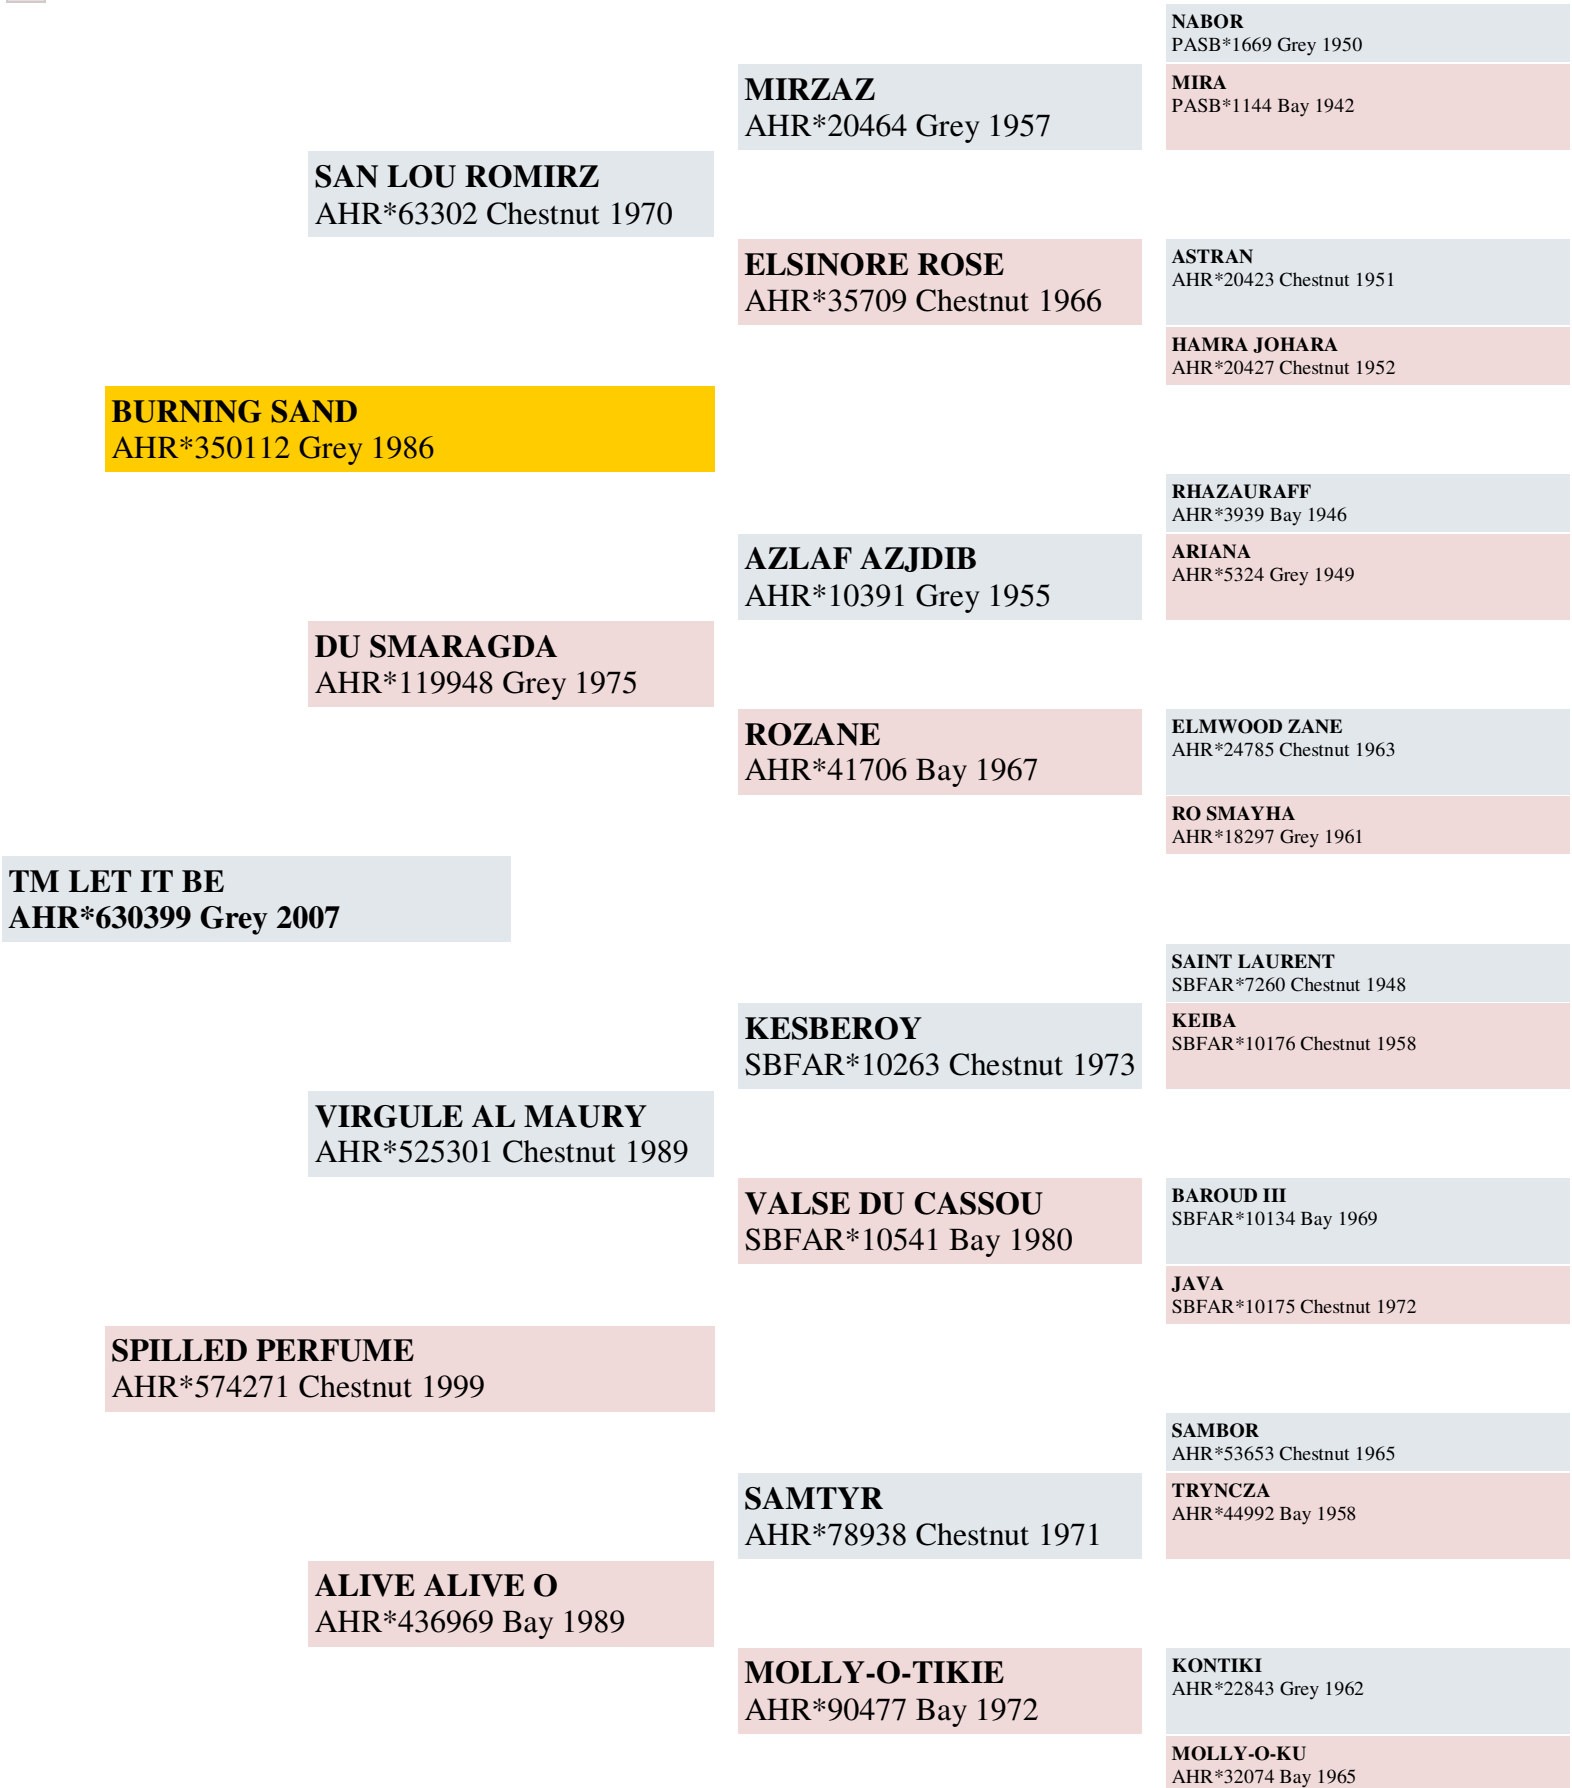 NABOR
PASB*1669 Grey 1950
MIRZAZ
AHR*20464 Grey 1957
MIRA
PASB*1144 Bay 1942
SAN LOU ROMIRZ
AHR*63302 Chestnut 1970
ELSINORE ROSE
AHR*35709 Chestnut 1966
ASTRAN
AHR*20423 Chestnut 1951
HAMRA JOHARA
AHR*20427 Chestnut 1952
BURNING SAND
AHR*350112 Grey 1986
RHAZAURAFF
AHR*3939 Bay 1946
AZLAF AZJDIB
AHR*10391 Grey 1955
ARIANA
AHR*5324 Grey 1949
DU SMARAGDA
AHR*119948 Grey 1975
ROZANE
AHR*41706 Bay 1967
ELMWOOD ZANE
AHR*24785 Chestnut 1963
RO SMAYHA
AHR*18297 Grey 1961
TM LET IT BE
AHR*630399 Grey 2007
SAINT LAURENT
SBFAR*7260 Chestnut 1948
KESBEROY
SBFAR*10263 Chestnut 1973
KEIBA
SBFAR*10176 Chestnut 1958
VIRGULE AL MAURY
AHR*525301 Chestnut 1989
VALSE DU CASSOU
SBFAR*10541 Bay 1980
BAROUD III
SBFAR*10134 Bay 1969
JAVA
SBFAR*10175 Chestnut 1972
SPILLED PERFUME
AHR*574271 Chestnut 1999
SAMBOR
AHR*53653 Chestnut 1965
SAMTYR
AHR*78938 Chestnut 1971
TRYNCZA
AHR*44992 Bay 1958
ALIVE ALIVE O
AHR*436969 Bay 1989
MOLLY-O-TIKIE
AHR*90477 Bay 1972
KONTIKI
AHR*22843 Grey 1962
MOLLY-O-KU
AHR*32074 Bay 1965